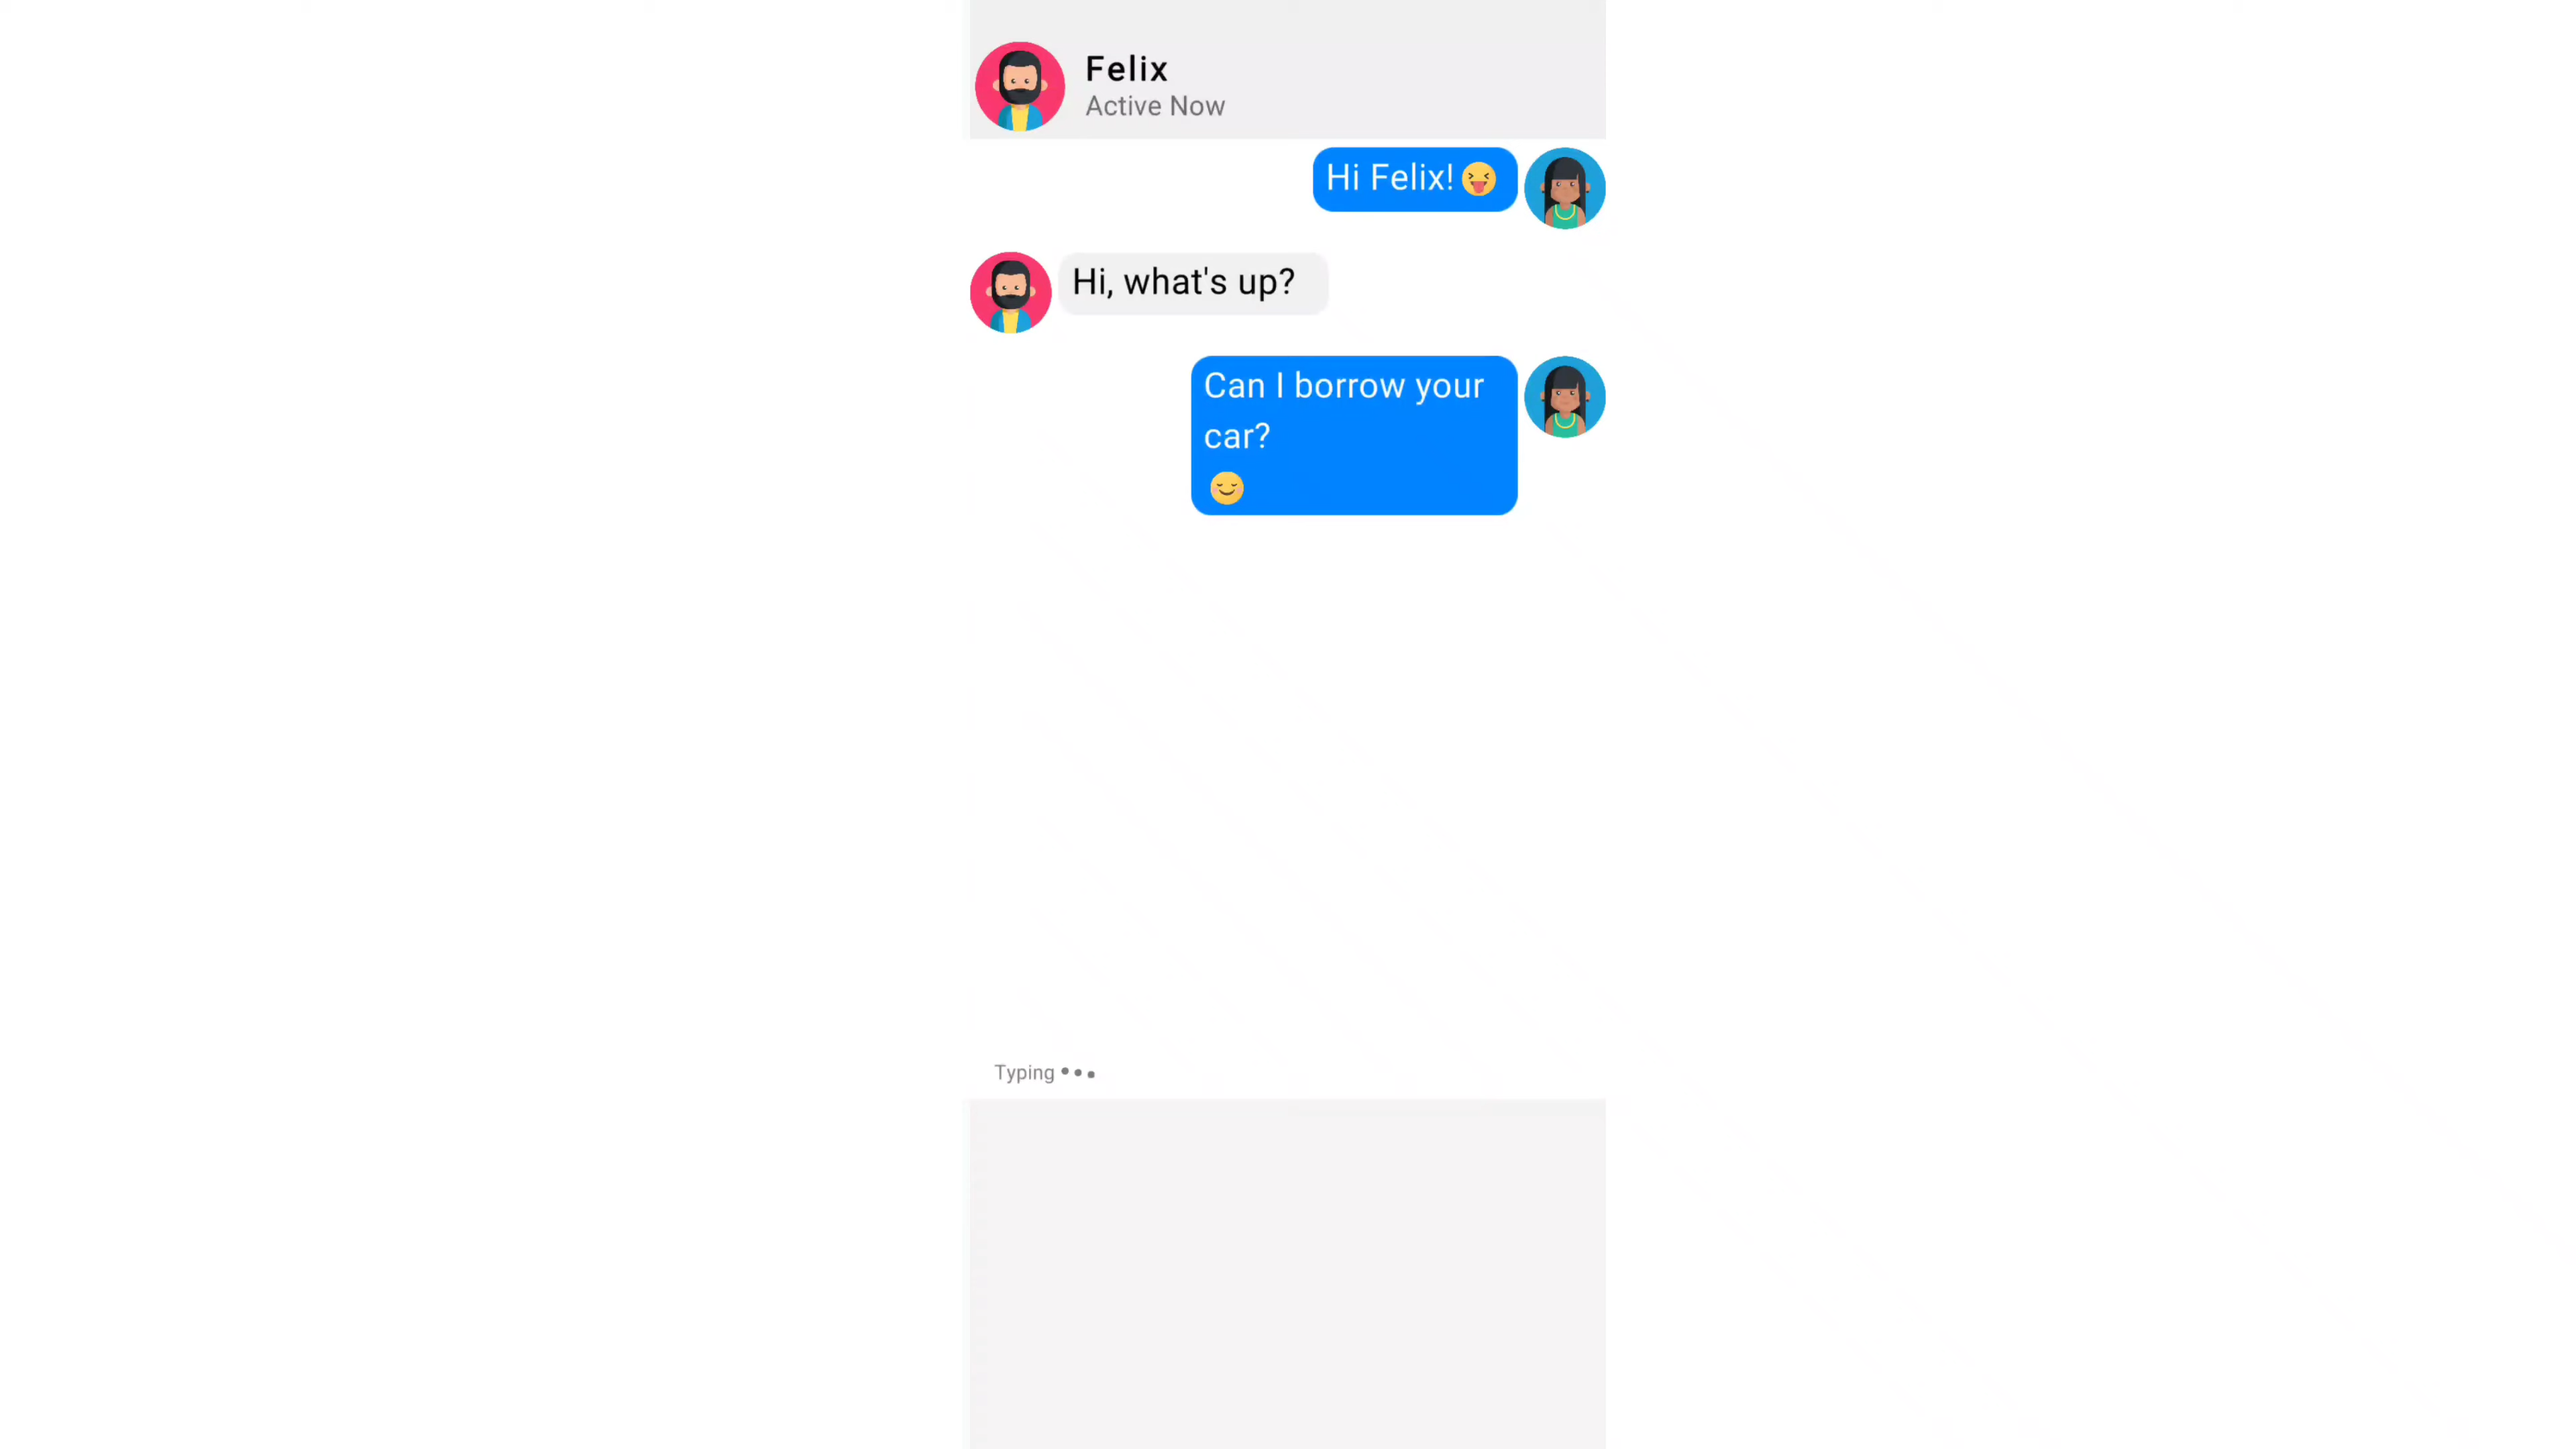 Felix
Active Now
Hi Felix!😝
Hi, what's up?
Can I borrow your
car?
😌
Typing •••